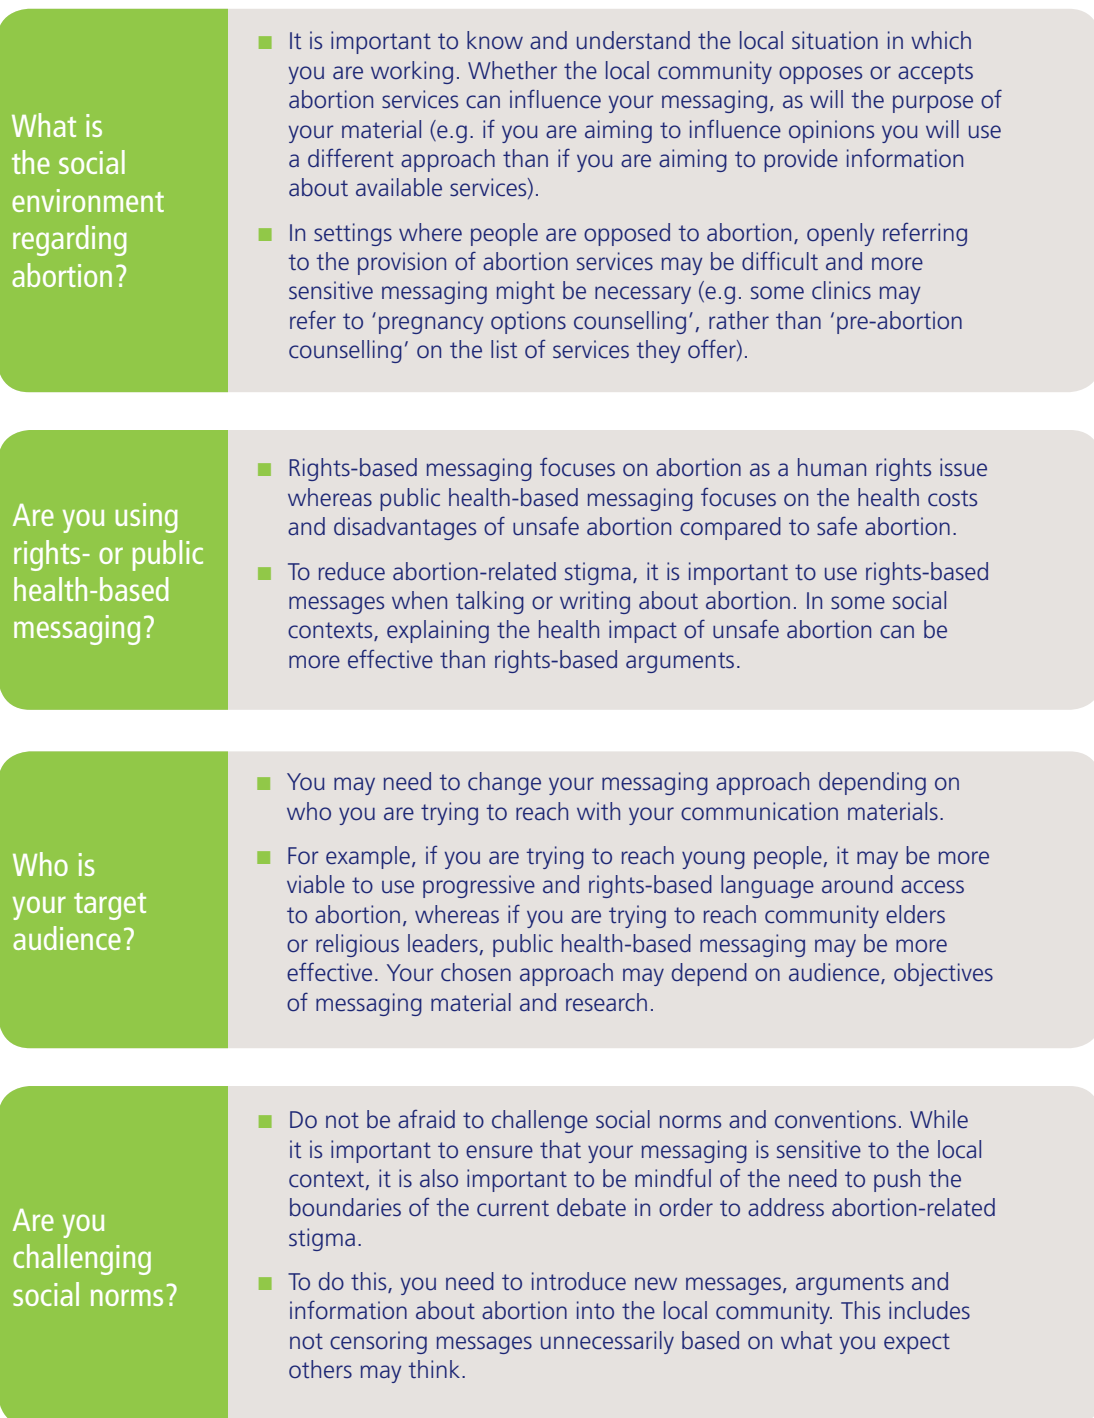 What is
the social
environment
regarding
abortion?
■ It is important to know and understand the local situation in which
you are working. Whether the local community opposes or accepts
abortion services can influence your messaging, as will the purpose of
your material (e.g. if you are aiming to influence opinions you will use
a different approach than if you are aiming to provide information
about available services).
■ In settings where people are opposed to abortion, openly referring
to the provision of abortion services may be difficult and more
sensitive messaging might be necessary (e.g. some clinics may
refer to ‘pregnancy options counselling’, rather than ‘pre-abortion
counselling’ on the list of services they offer).
Are you using
rights- or public
health-based
messaging?
■ Rights-based messaging focuses on abortion as a human rights issue
whereas public health-based messaging focuses on the health costs
and disadvantages of unsafe abortion compared to safe abortion.
■ To reduce abortion-related stigma, it is important to use rights-based
messages when talking or writing about abortion. In some social
contexts, explaining the health impact of unsafe abortion can be
more effective than rights-based arguments.
Who is
your target
audience?
■ You may need to change your messaging approach depending on
who you are trying to reach with your communication materials.
■ For example, if you are trying to reach young people, it may be more
viable to use progressive and rights-based language around access
to abortion, whereas if you are trying to reach community elders
or religious leaders, public health-based messaging may be more
effective. Your chosen approach may depend on audience, objectives
of messaging material and research.
Are you
challenging
social norms?
■ Do not be afraid to challenge social norms and conventions. While
it is important to ensure that your messaging is sensitive to the local
context, it is also important to be mindful of the need to push the
boundaries of the current debate in order to address abortion-related
stigma.
■ To do this, you need to introduce new messages, arguments and
information about abortion into the local community. This includes
not censoring messages unnecessarily based on what you expect
others may think.